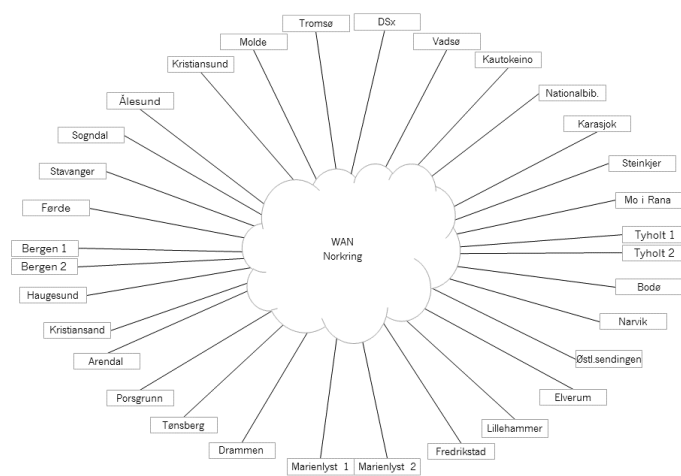 Tromsø
DSx
Molde
Vadsø
Kristiansund
Kautokeino
Nationalbib.
Ålesund
Karasjok
Sogndal
Steinkjer
Stavanger
Mo i Rana
Førde
Tyholt 1
WAN
Norkring
Bergen 1
Tyholt 2
Bergen 2
Bodø
Haugesund
Narvik
Kristiansand
Østl.sendingen
Arendal
Elverum
Porsgrunn
Tønsberg
Lillehammer
Drammen
Fredrikstad
Marienlyst 1
Marienlyst 2